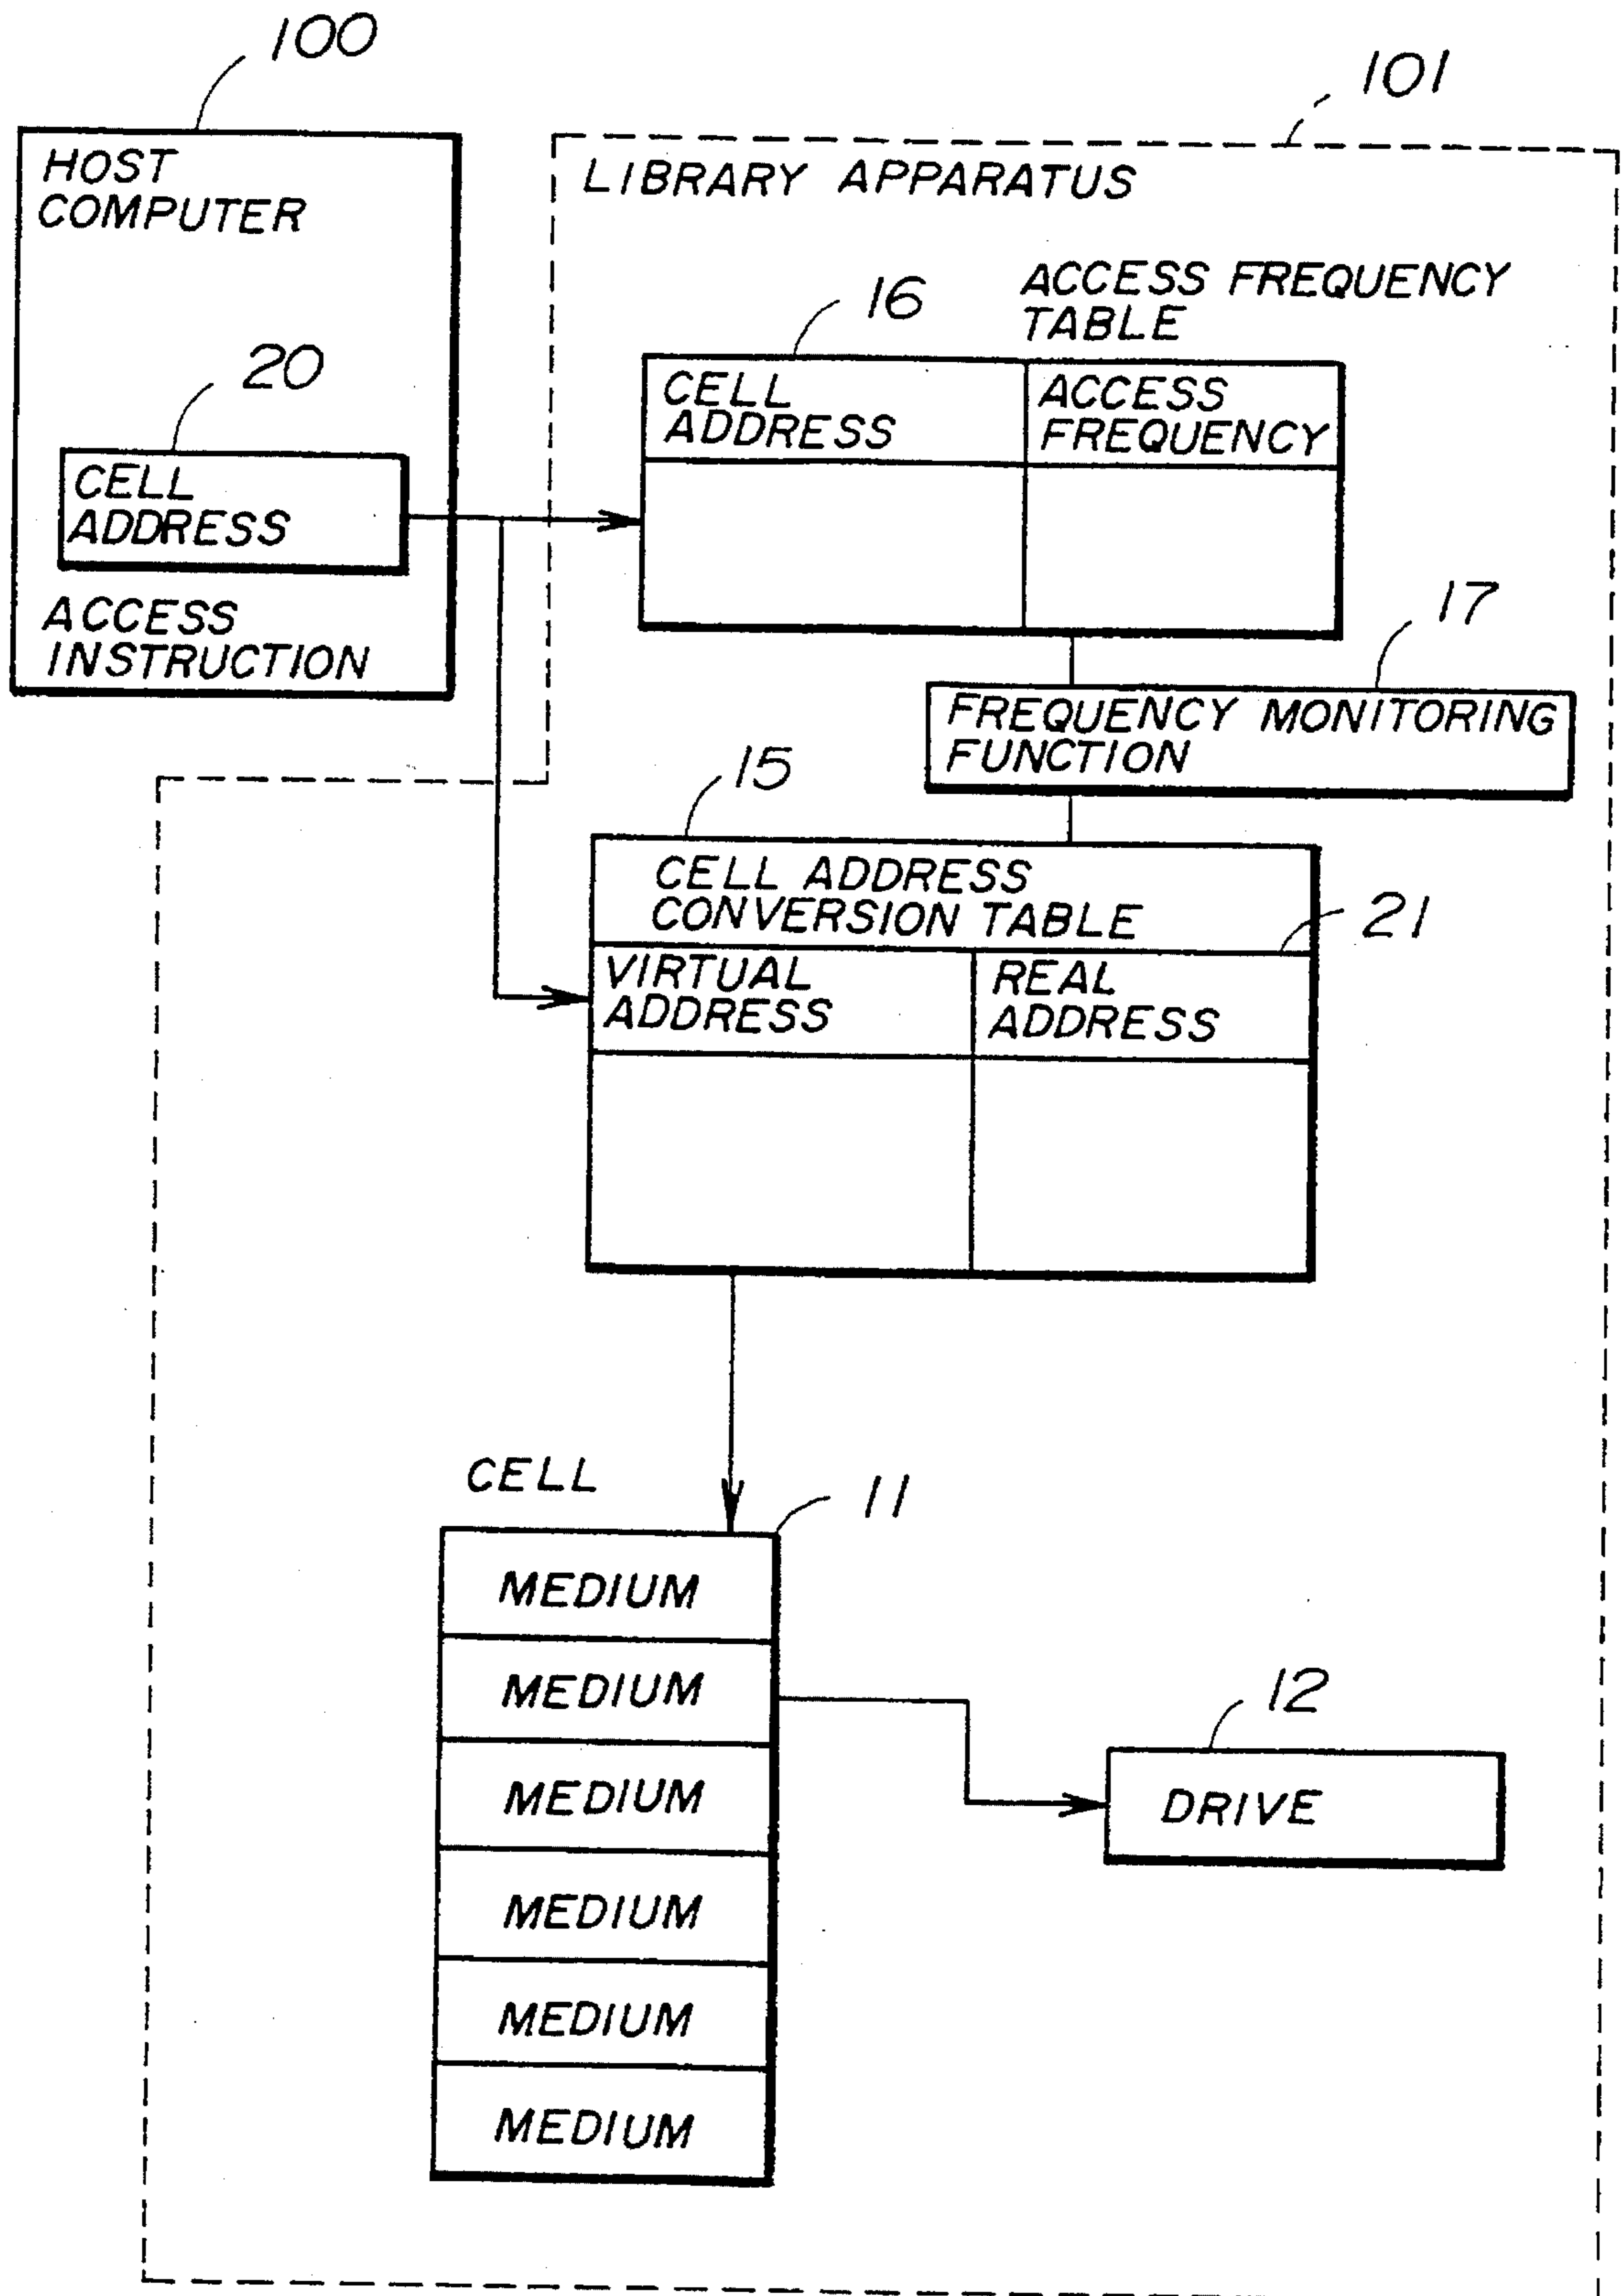 100
101
HOST
COMPUTER
LIBRARY APPARATUS
16
ACCESS FREQUENCY
TABLE
20
CELL
ADDRESS
ACCESS
FREQUENCY
CELL
ADDRESS
ACCESS
INSTRUCTION
17
FREQUENCY MONITORING
FUNCTION
15
CELL ADDRESS
CONVERSION TABLE
21
VIRTUAL
ADDRESS
REAL
ADDRESS
CELL
11
MEDIUM
MEDIUM
MEDIUM
MEDIUM
MEDIUM
MEDIUM
12
DRIVE